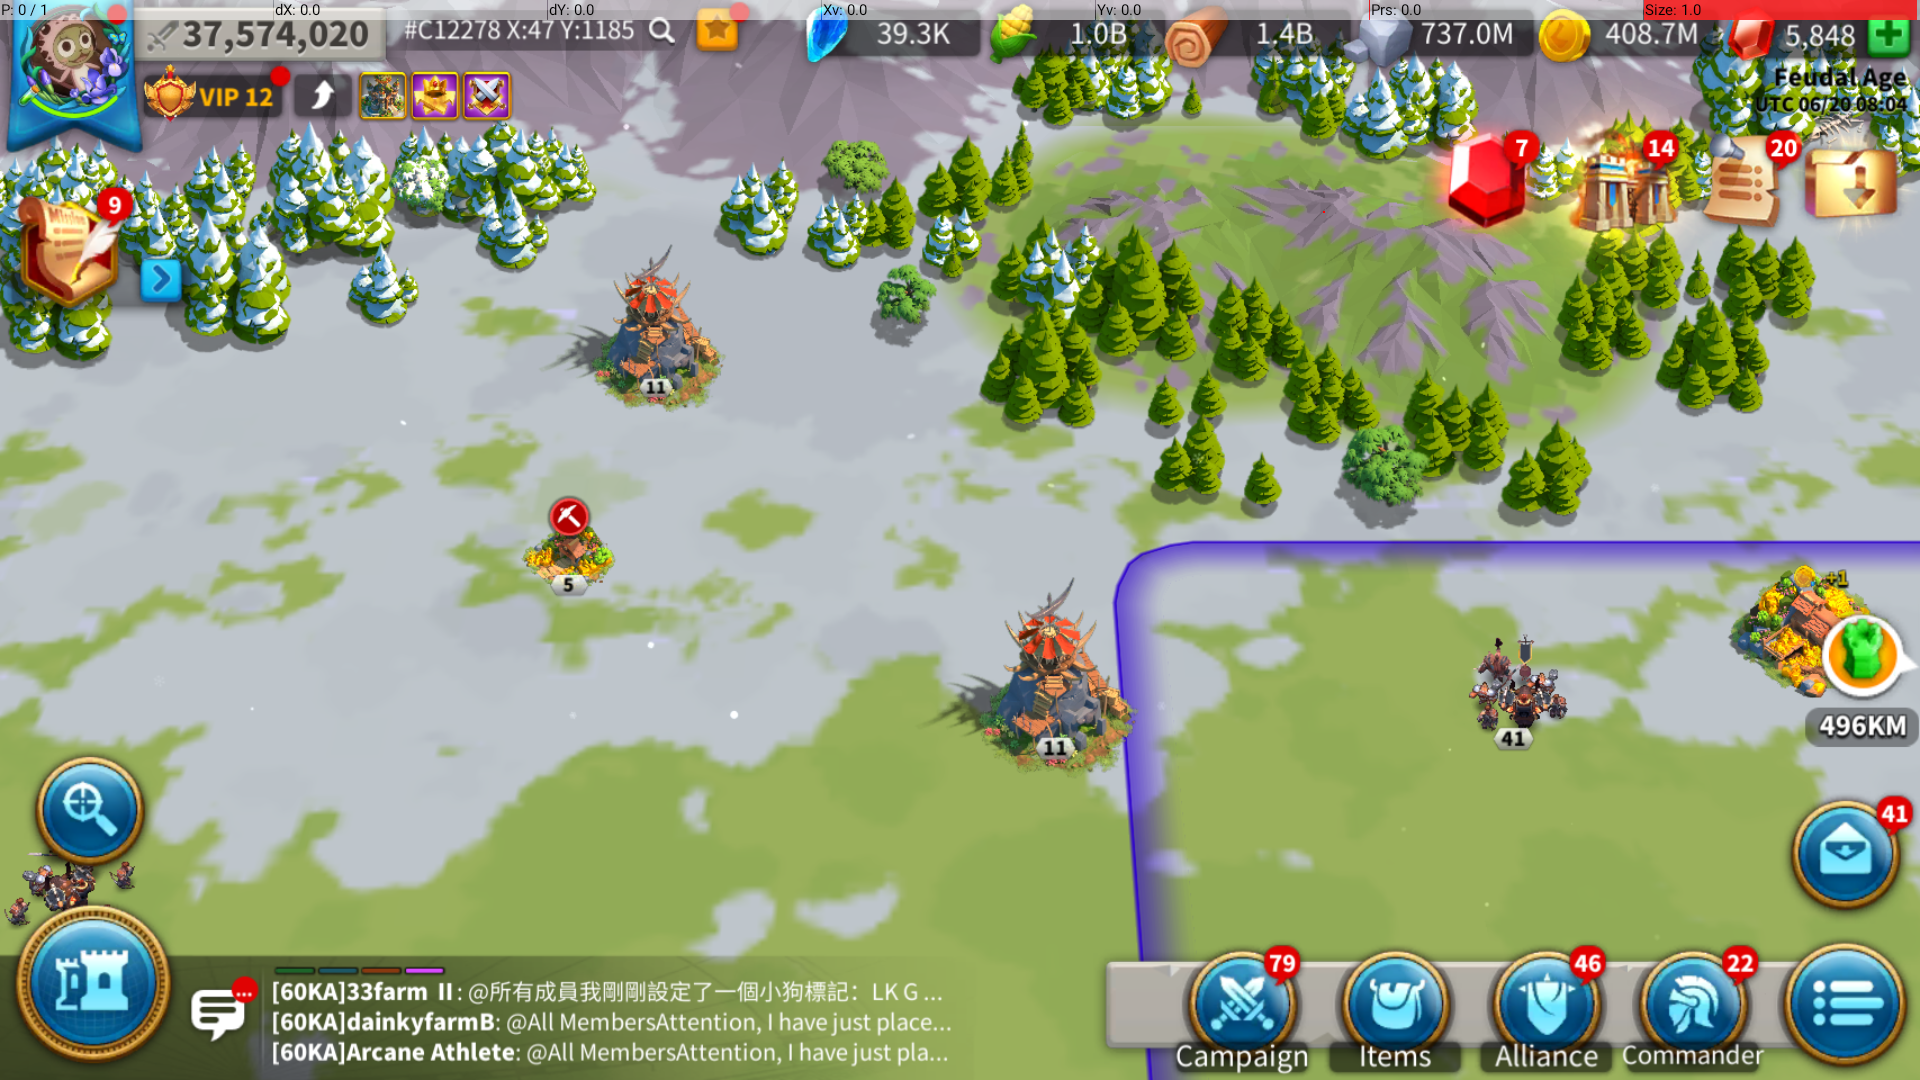 P: 0 / 1
dX: 0.0
dY: 0.0
Xv: 0.0
Yv: 0.0
Prs: 0.0
Size: 1.0
37,574,020
#C12278 X:47 Y:1185
39.3K
1.0B
1.4B
737.0M
408.7M
5,848
VIP 12
Feudal Age
UTC 06/20 08:04
7
14
20
9
11
5
+1
11
41
496KM
41
[60KA]33farm II: @所有成員我剛剛設定了一個小狗標記：LK G ...
[60KA]dainkyfarmB: @All MembersAttention, I have just place...
[60KA]Arcane Athlete: @All MembersAttention, I have just pla...
79
46
22
Campaign
Items
Alliance
Commander